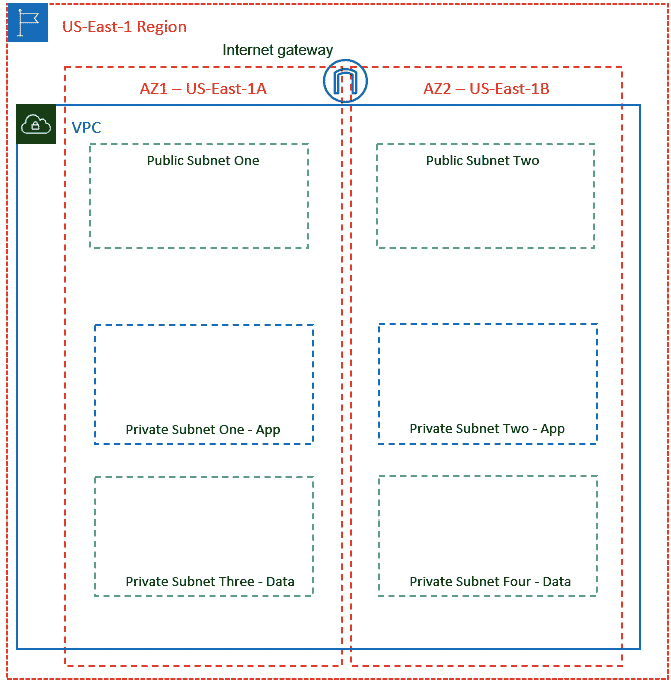 US-East-1 Region
Internet gateway
AZ1 – US-East-1A
AZ2 – US-East-1B
VPC
Public Subnet One
Public Subnet Two
Private Subnet One - App
Private Subnet Two - App
Private Subnet Three - Data
Private Subnet Four - Data